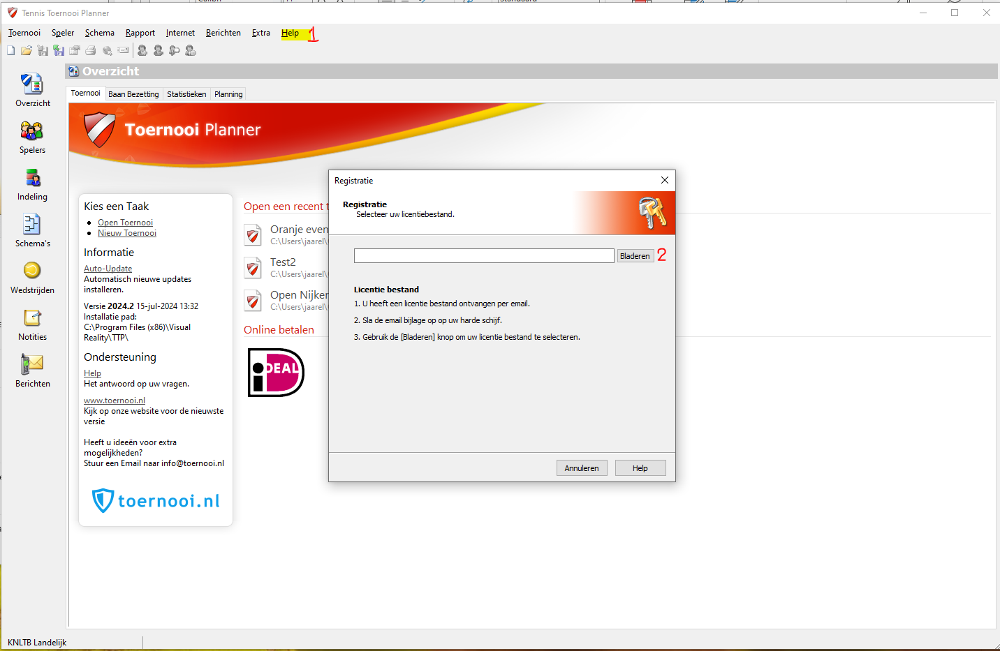 Tennis Toernooi Planner
Toernooi Speler Schema Rapport Internet Berichten Extra Help 1
Overzicht
Overzicht
Spelers
Indeling
Schema's
Wedstrijden
Notities
Berichten
Toernooi Baan Bezetting Statistieken Planning
Toernooi Planner
Kies een Taak
Open Toernooi
Nieuw Toernooi
Informatie
Auto-Update
Automatisch nieuwe updates
installeren.
Versie 2024.2 15-jul-2024 13:32
Installatie pad:
C:\Program Files (x86)\Visual
Reality\TTP\
Ondersteuning
Help
Het antwoord op uw vragen.
www.toernooi.nl
Kijk op onze website voor de nieuwste
versie
Heeft u ideeën voor extra
mogelijkheden?
Stuur een Email naar info@toernooi.nl
toernooi.nl
Open een recent
Oranje even
C:\Users\jaarel\
Test2
C:\Users\jaarel\
Open Nijker
C:\Users\jaarel\
Online betalen
iDEAL
Registratie
Registratie
Selecteer uw licentiebestand.
Bladeren 2
Licentie bestand
1. U heeft een licentie bestand ontvangen per email.
2. Sla de email bijlage op op uw harde schijf.
3. Gebruik de [Bladeren] knop om uw licentie bestand te selecteren.
Annuleren Help
KNLTB Landelijk